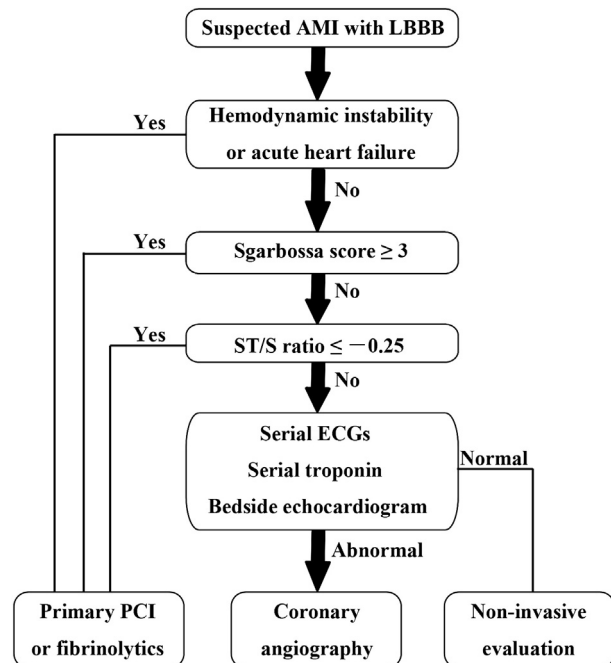 Suspected AMI with LBBB
Yes
Hemodynamic instability
or acute heart failure
No
Yes
Sgarbossa score ≥ 3
No
Yes
ST/S ratio ≤ －0.25
No
Serial ECGs
Serial troponin
Bedside echocardiogram
Normal
Abnormal
Primary PCI
or fibrinolytics
Coronary
angiography
Non-invasive
evaluation